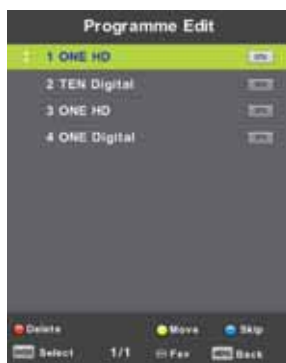 Programme Edit
1 ONE HD
2 TEN Digital
3 ONE HD
4 ONE Digital
Delete Move Skip
Select 1/1 Fav Back